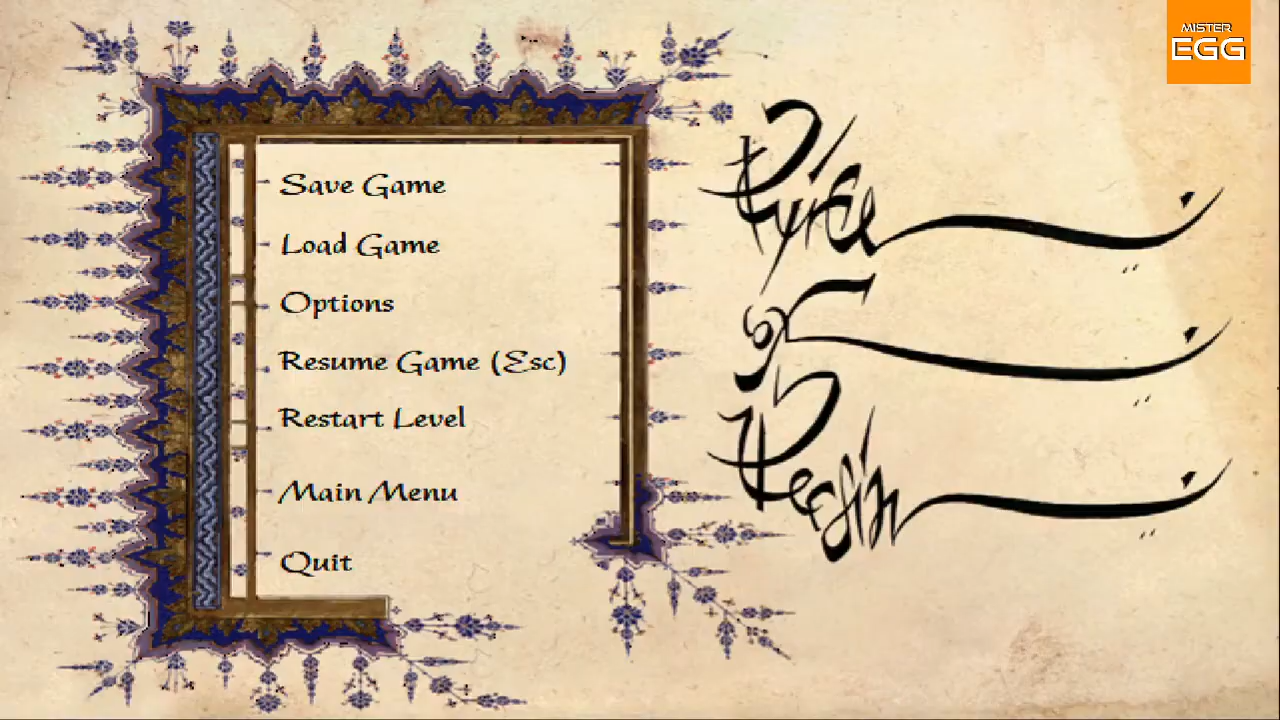 MISTER
EGG
Save Game
Load Game
Options
Resume Game (Esc)
Restart Level
Main Menu
Quit